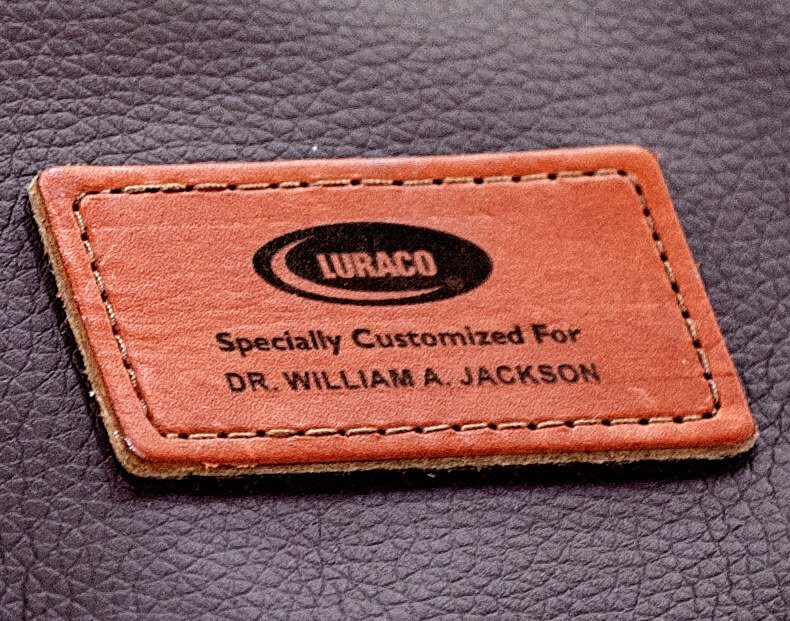 LURACO
Specially Customized For
DR. WILLIAM A. JACKSON